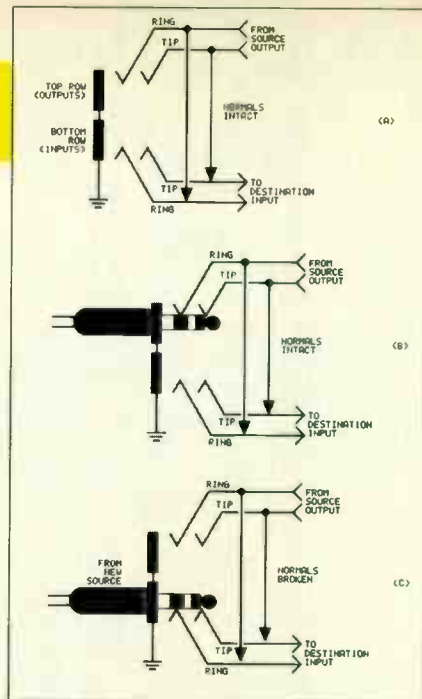 RING
FROM
SOURCE
OUTPUT
TIP
TOP ROW
(OUTPUTS)
NORMALS
INTACT
(A)
BOTTOM
ROW
(INPUTS)
TIP
TO
DESTINATION
INPUT
RING
RING
FROM
SOURCE
OUTPUT
TIP
(B)
NORMALS
INTACT
TIP
TO
DESTINATION
INPUT
RING
RING
FROM
SOURCE
OUTPUT
TIP
FROM
NEW
SOURCE
NORMALS
BROKEN
(C)
TIP
TO
DESTINATION
INPUT
RING